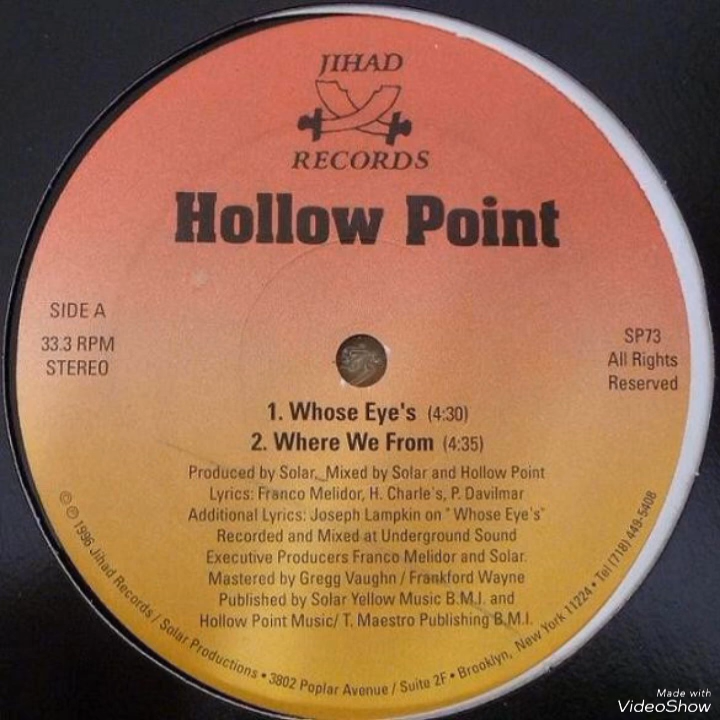 JIHAD
RECORDS
Hollow Point
SIDE A
33.3 RPM
STEREO
SP73
All Rights
Reserved
1. Whose Eye's (4:30)
2. Where We From (4:35)
Produced by Solar. Mixed by Solar and Hollow Point
Lyrics: Franco Melidor, H. Charle's, P. Davilmar
Additional Lyrics: Joseph Lampkin on " Whose Eye's"
Recorded and Mixed at Underground Sound
Executive Producers Franco Melidor and Solar.
Mastered by Gregg Vaughn / Frankford Wayne
Published by Solar Yellow Music B.M.I. and
Hollow Point Music/ T. Maestro Publishing B.M.I.
© ℗ 1996 Jihad Records / Solar Productions • 3802 Poplar Avenue / Suite 2F • Brooklyn, New York 11224 • Tel (718) 449-5408
Made with
VideoShow